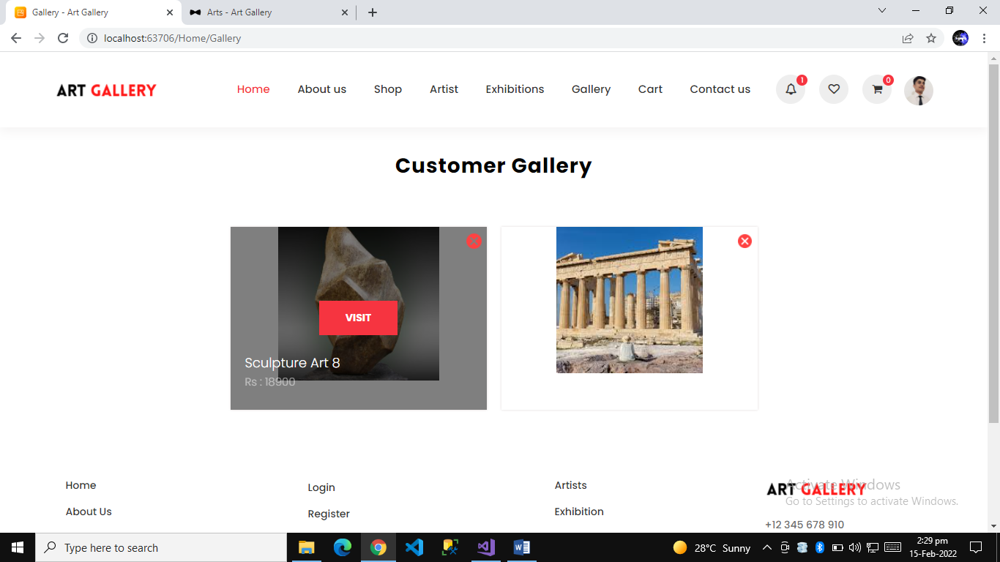 Gallery - Art Gallery
Arts - Art Gallery
localhost:63706/Home/Gallery
ART GALLERY
Home About us Shop Artist Exhibitions Gallery Cart Contact us 1 0
Customer Gallery
VISIT
Sculpture Art 8
Rs : 18900
Home
About Us
Login
Register
Artists
Exhibition
ART GALLERY
+12 345 678 910
Activate Windows
Go to Settings to activate Windows.
Type here to search
28°C Sunny
2:29 pm
15-Feb-2022